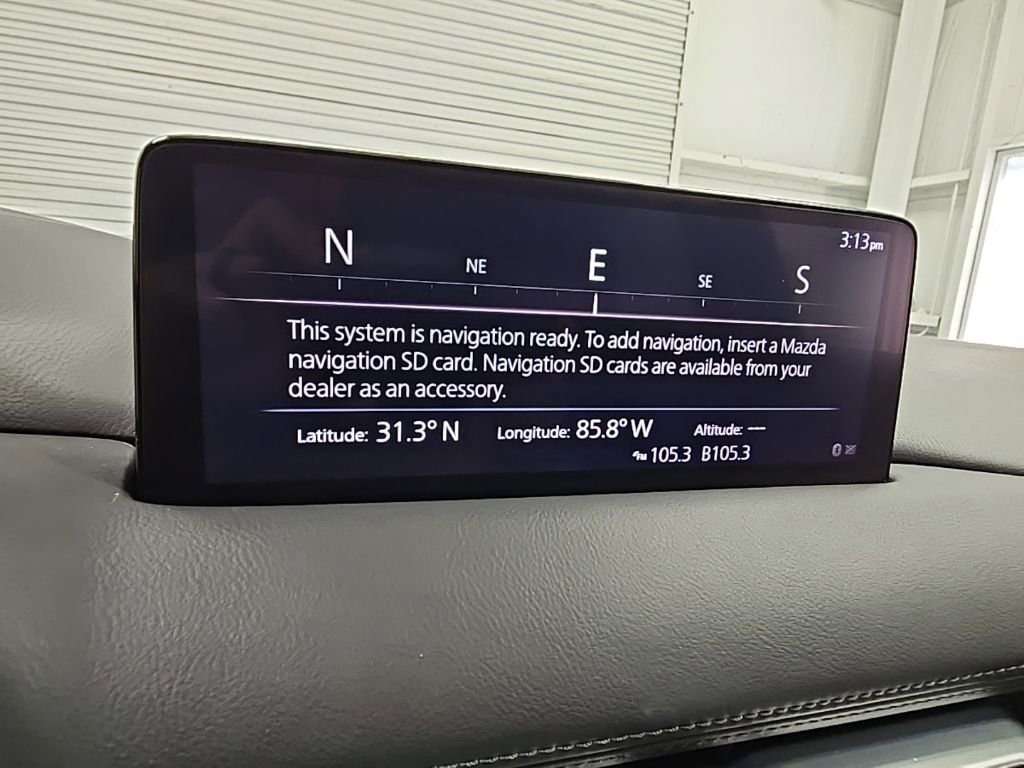 3:13pm
N NE E SE S
This system is navigation ready. To add navigation, insert a Mazda
navigation SD card. Navigation SD cards are available from your
dealer as an accessory.
Latitude: 31.3° N Longitude: 85.8° W Altitude: ---
FM 105.3 B105.3